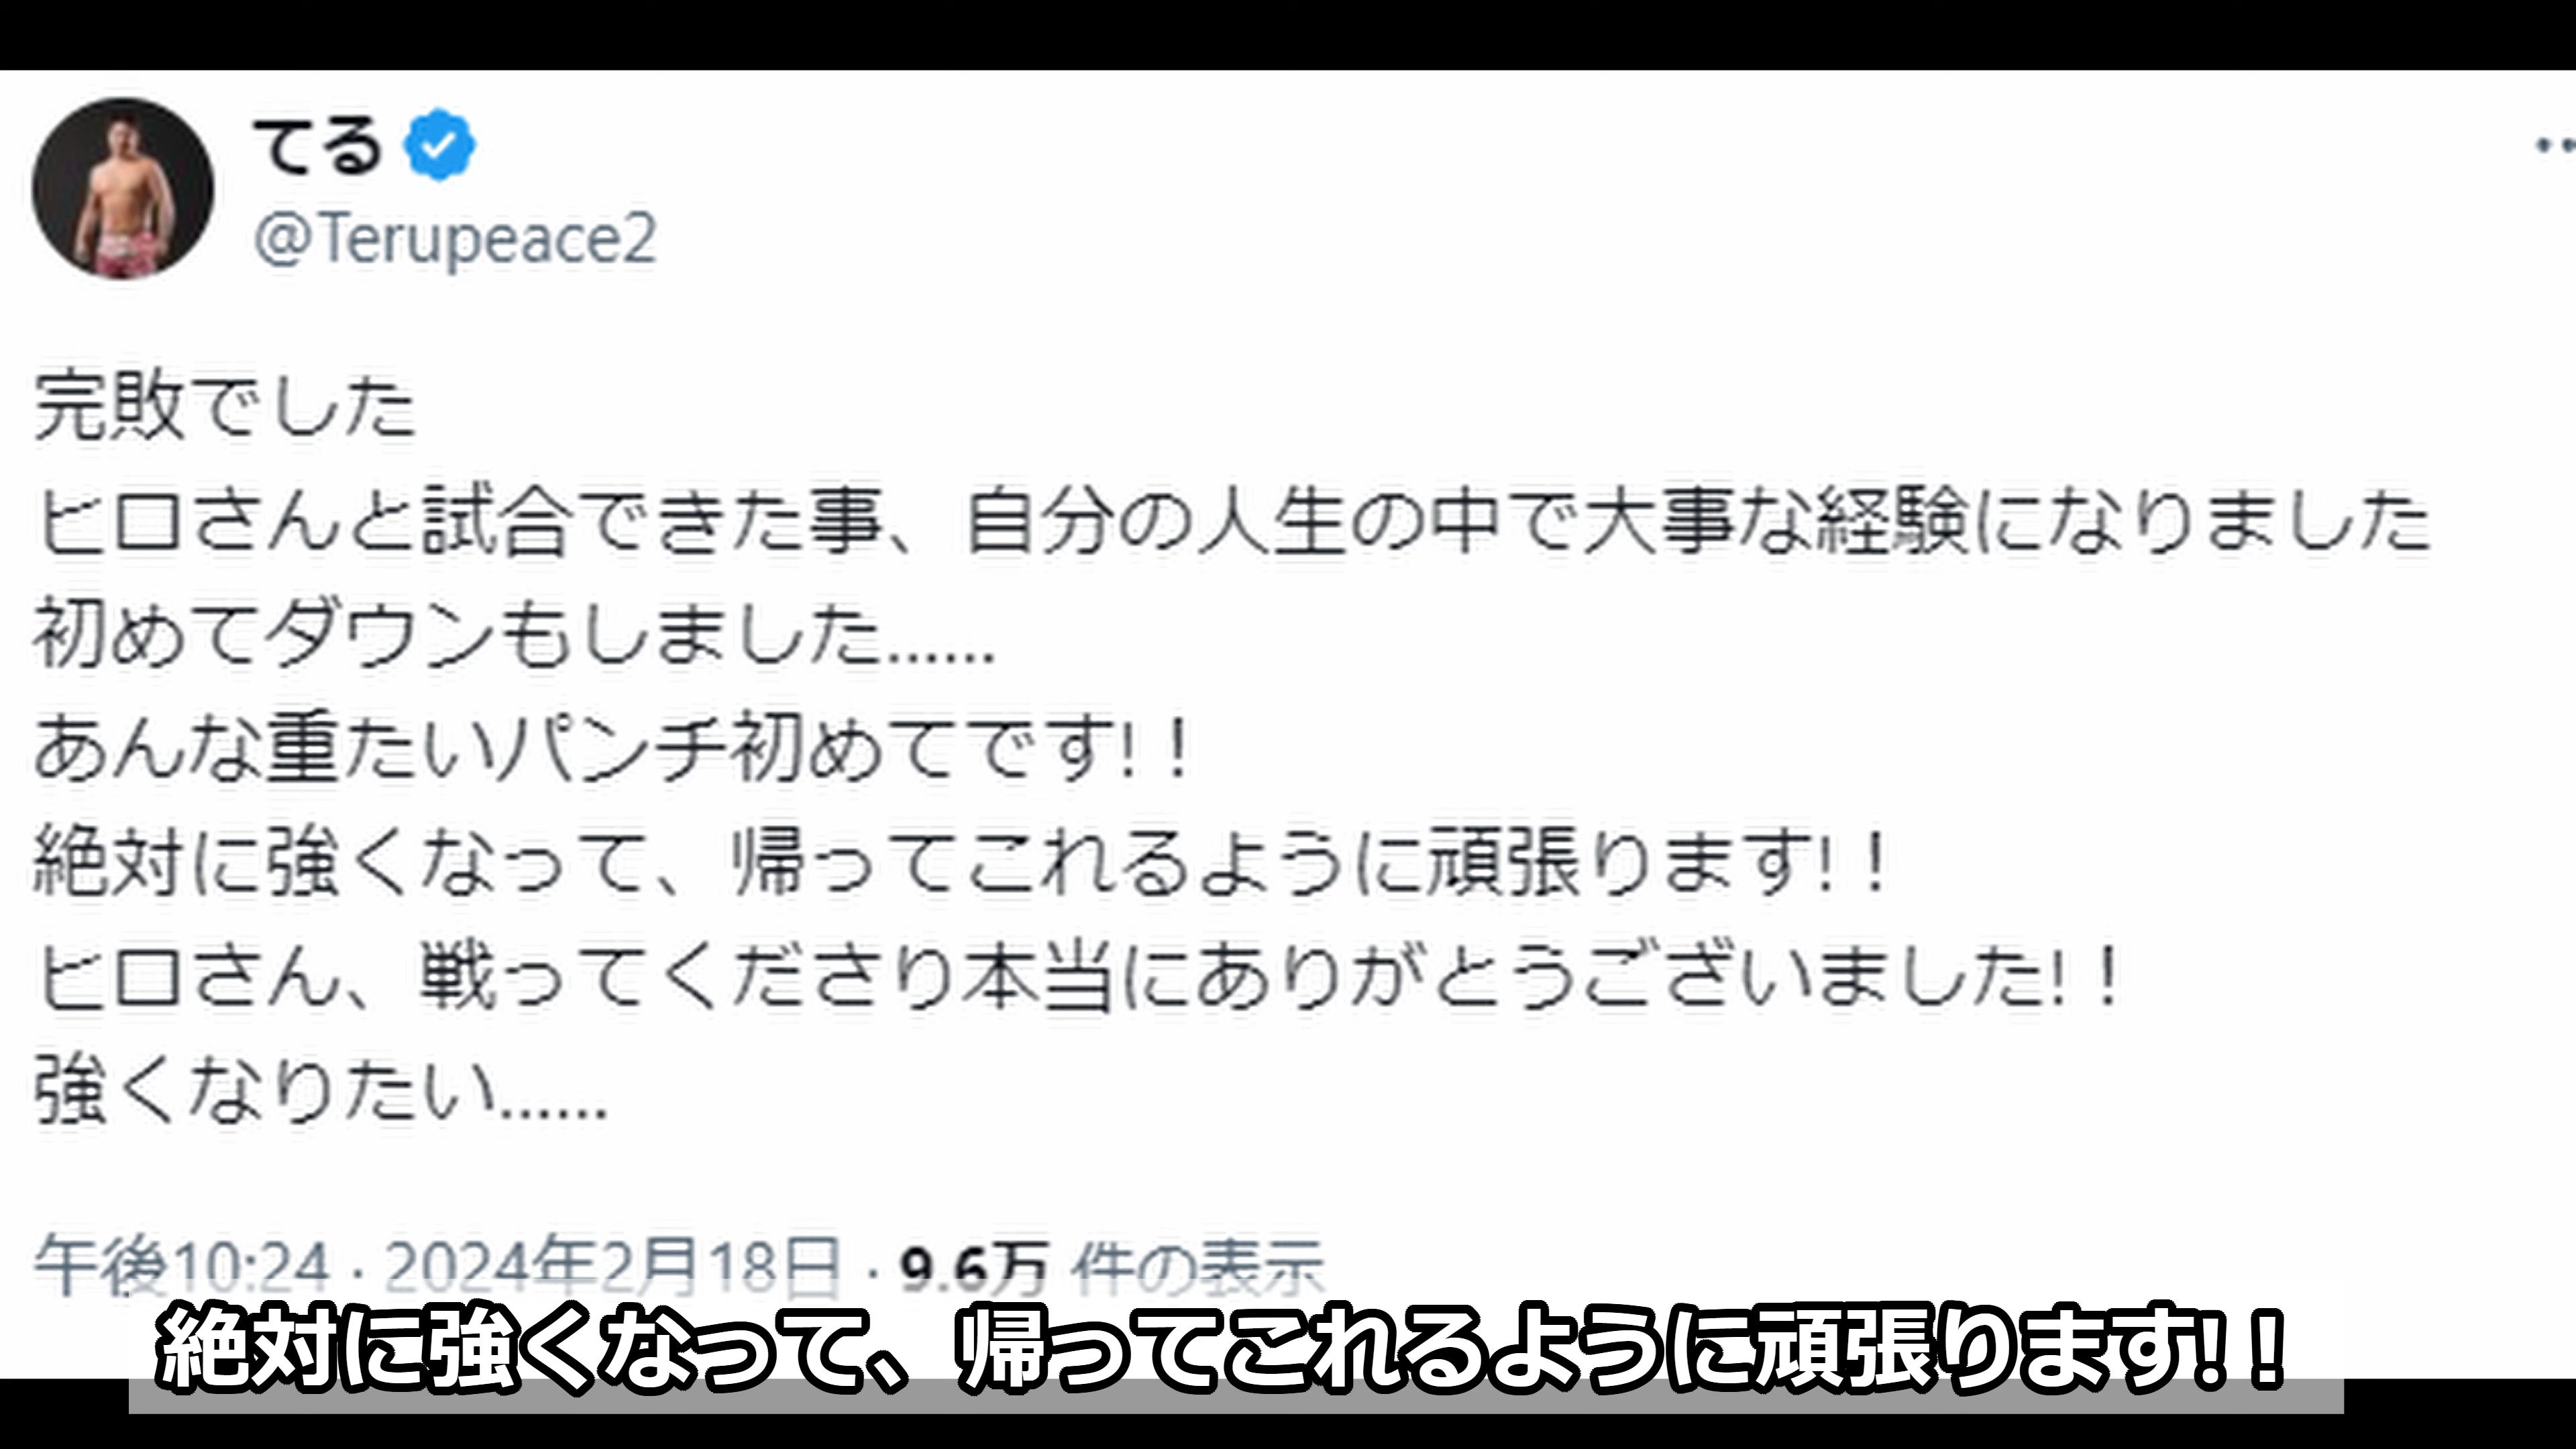 てる
@Terupeace2
完敗でした
ヒロさんと試合できた事、自分の人生の中で大事な経験になりました
初めてダウンもしました……
あんな重たいパンチ初めてです!！
絶対に強くなって、帰ってこれるように頑張ります!！
ヒロさん、戦ってくださり本当にありがとうございました!！
強くなりたい……
午後10:24 · 2024年2月18日 · 9.6万 件の表示
絶対に強くなって、帰ってこれるように頑張ります!！